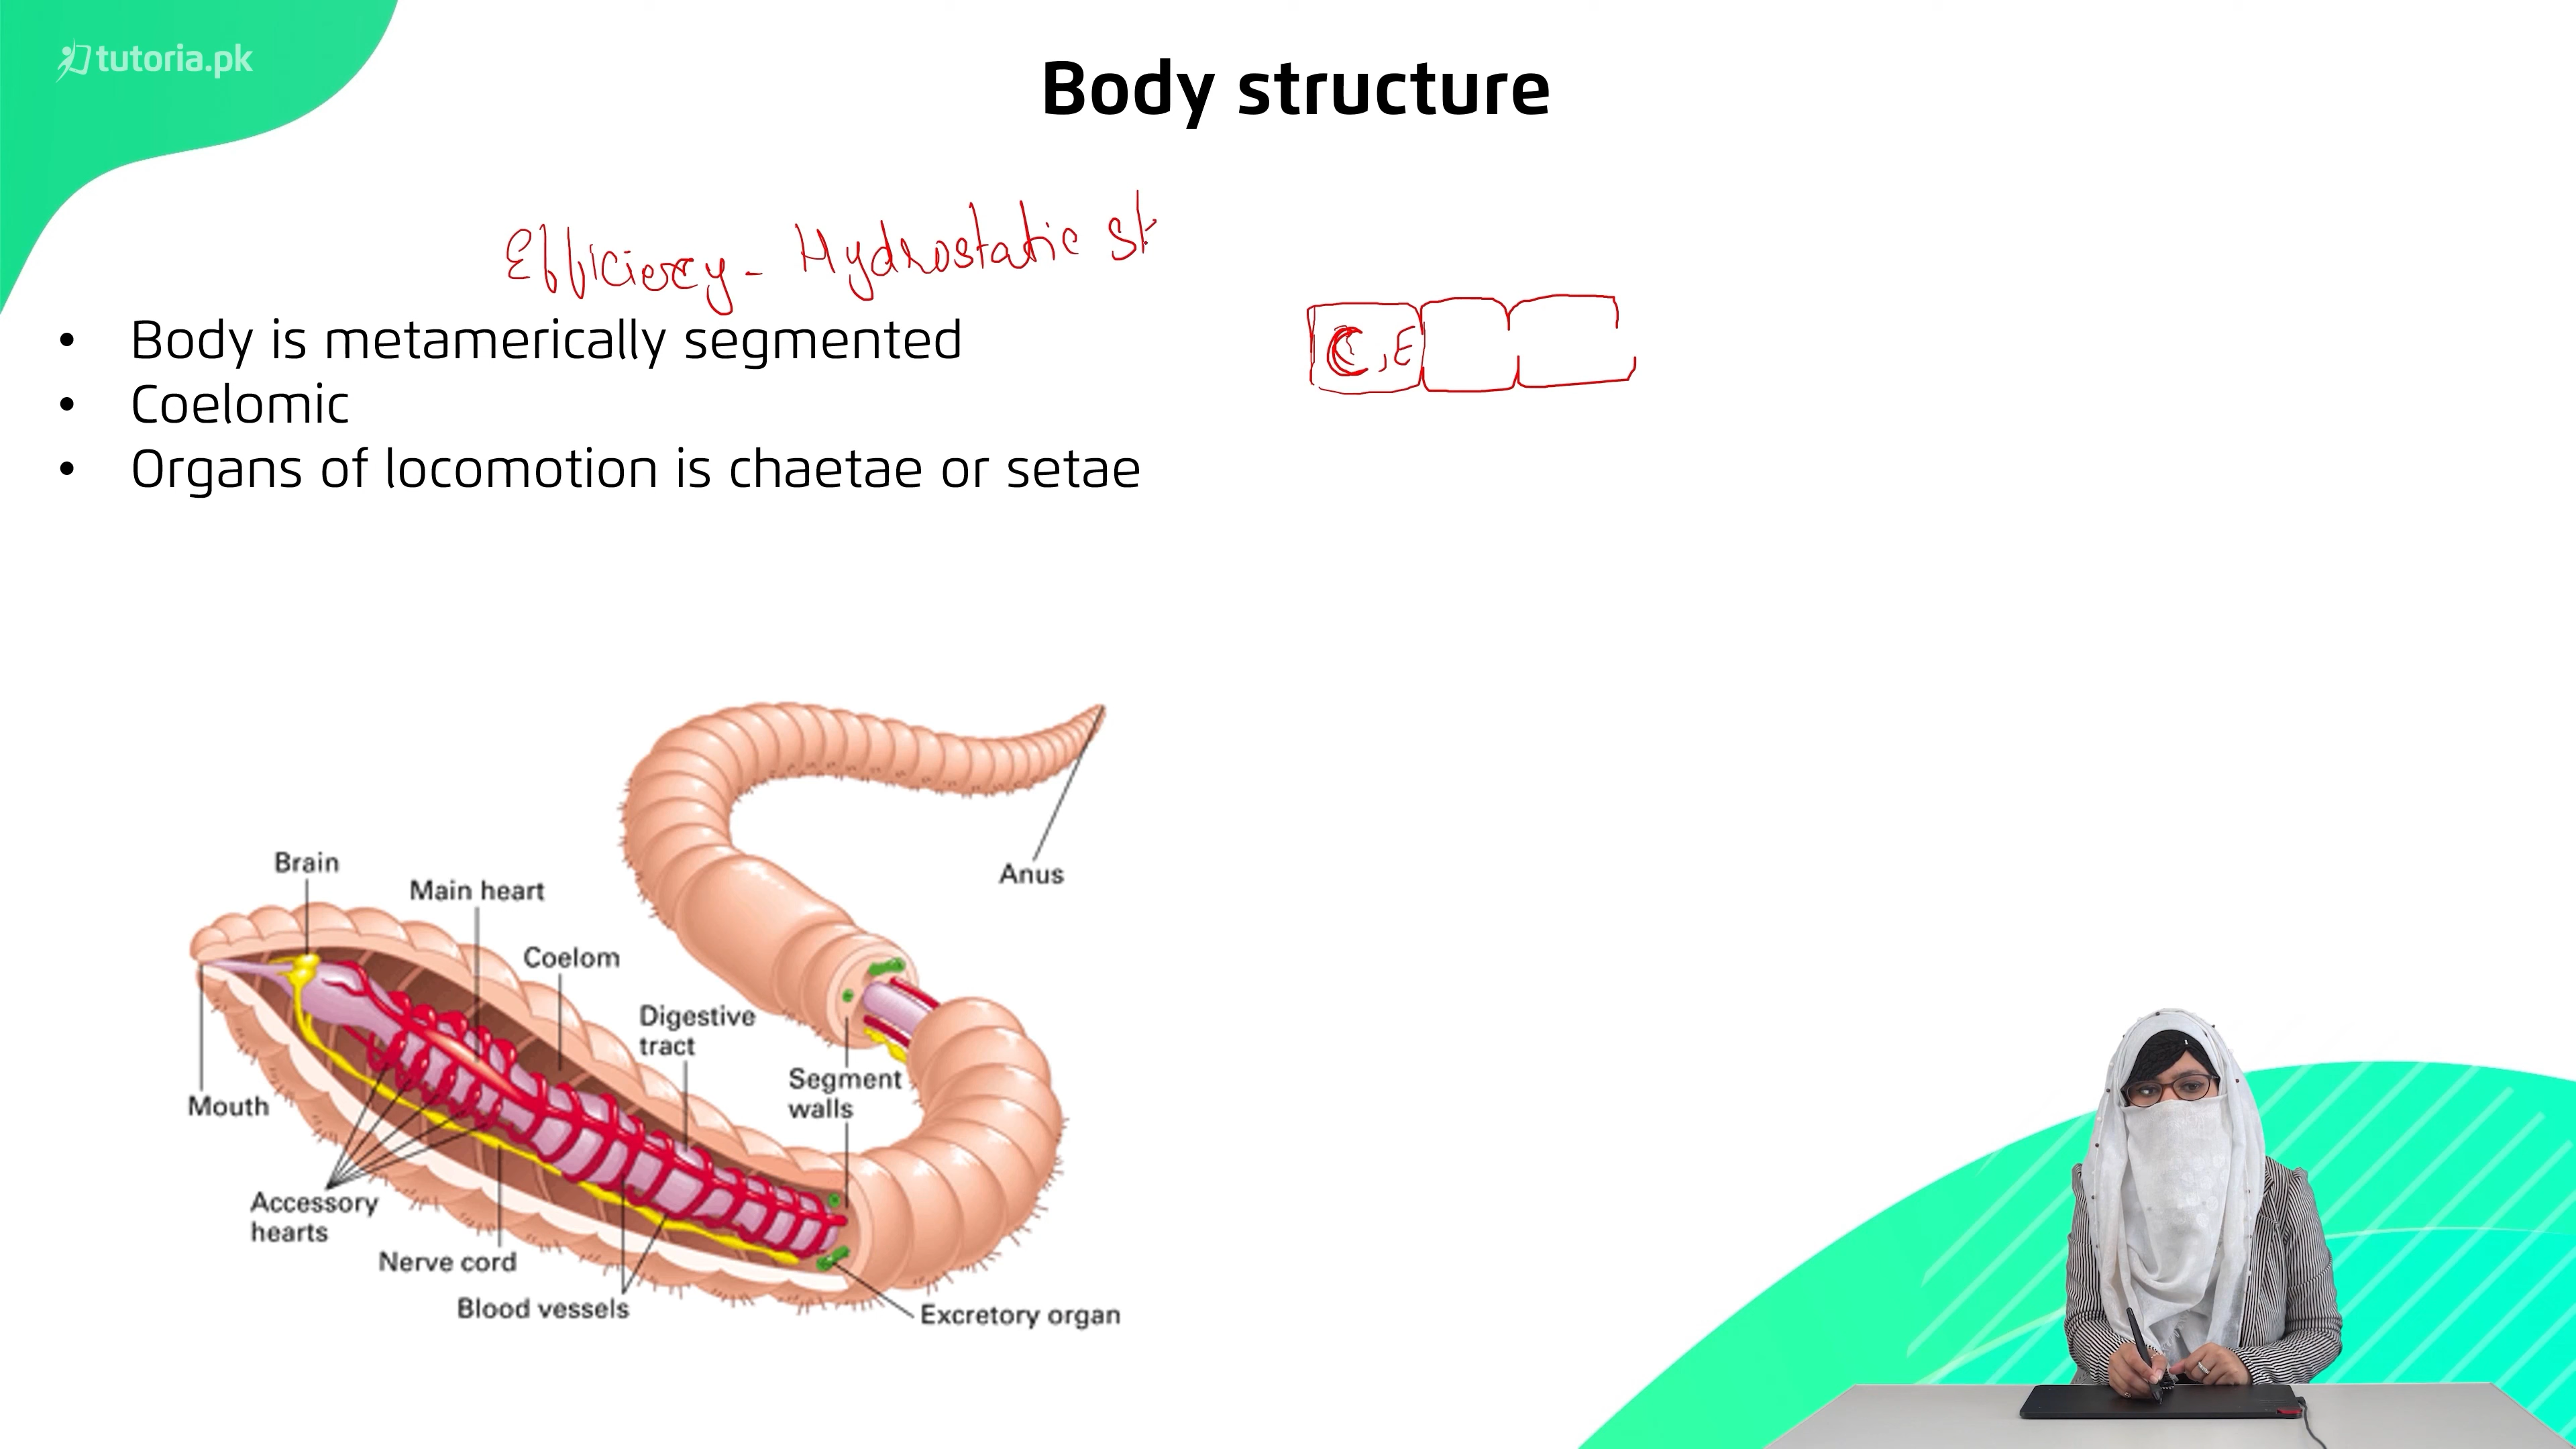 tutoria.pk
Body structure
Efficiency - Hydrostatic sk
C, E
• Body is metamerically segmented
• Coelomic
• Organs of locomotion is chaetae or setae
Anus
Brain
Main heart
Coelom
Digestive
tract
Segment
walls
Mouth
Accessory
hearts
Nerve cord
Blood vessels
Excretory organ